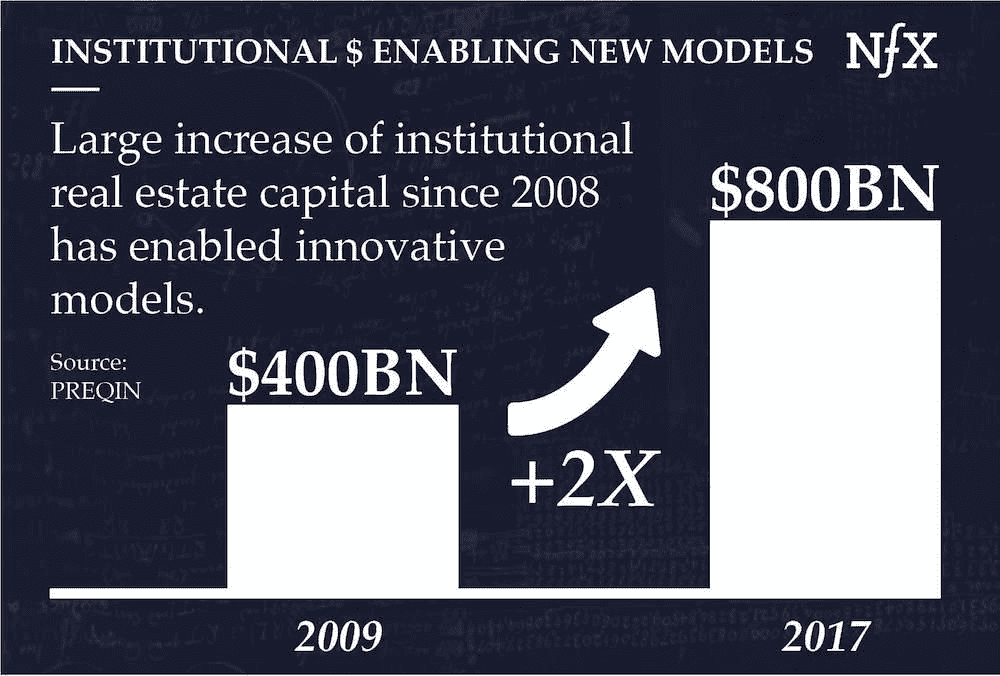 INSTITUTIONAL $ ENABLING NEW MODELS
NfX
Large increase of institutional
real estate capital since 2008
has enabled innovative
models.
Source:
PREQIN
$400BN
+2X
$800BN
2009
2017